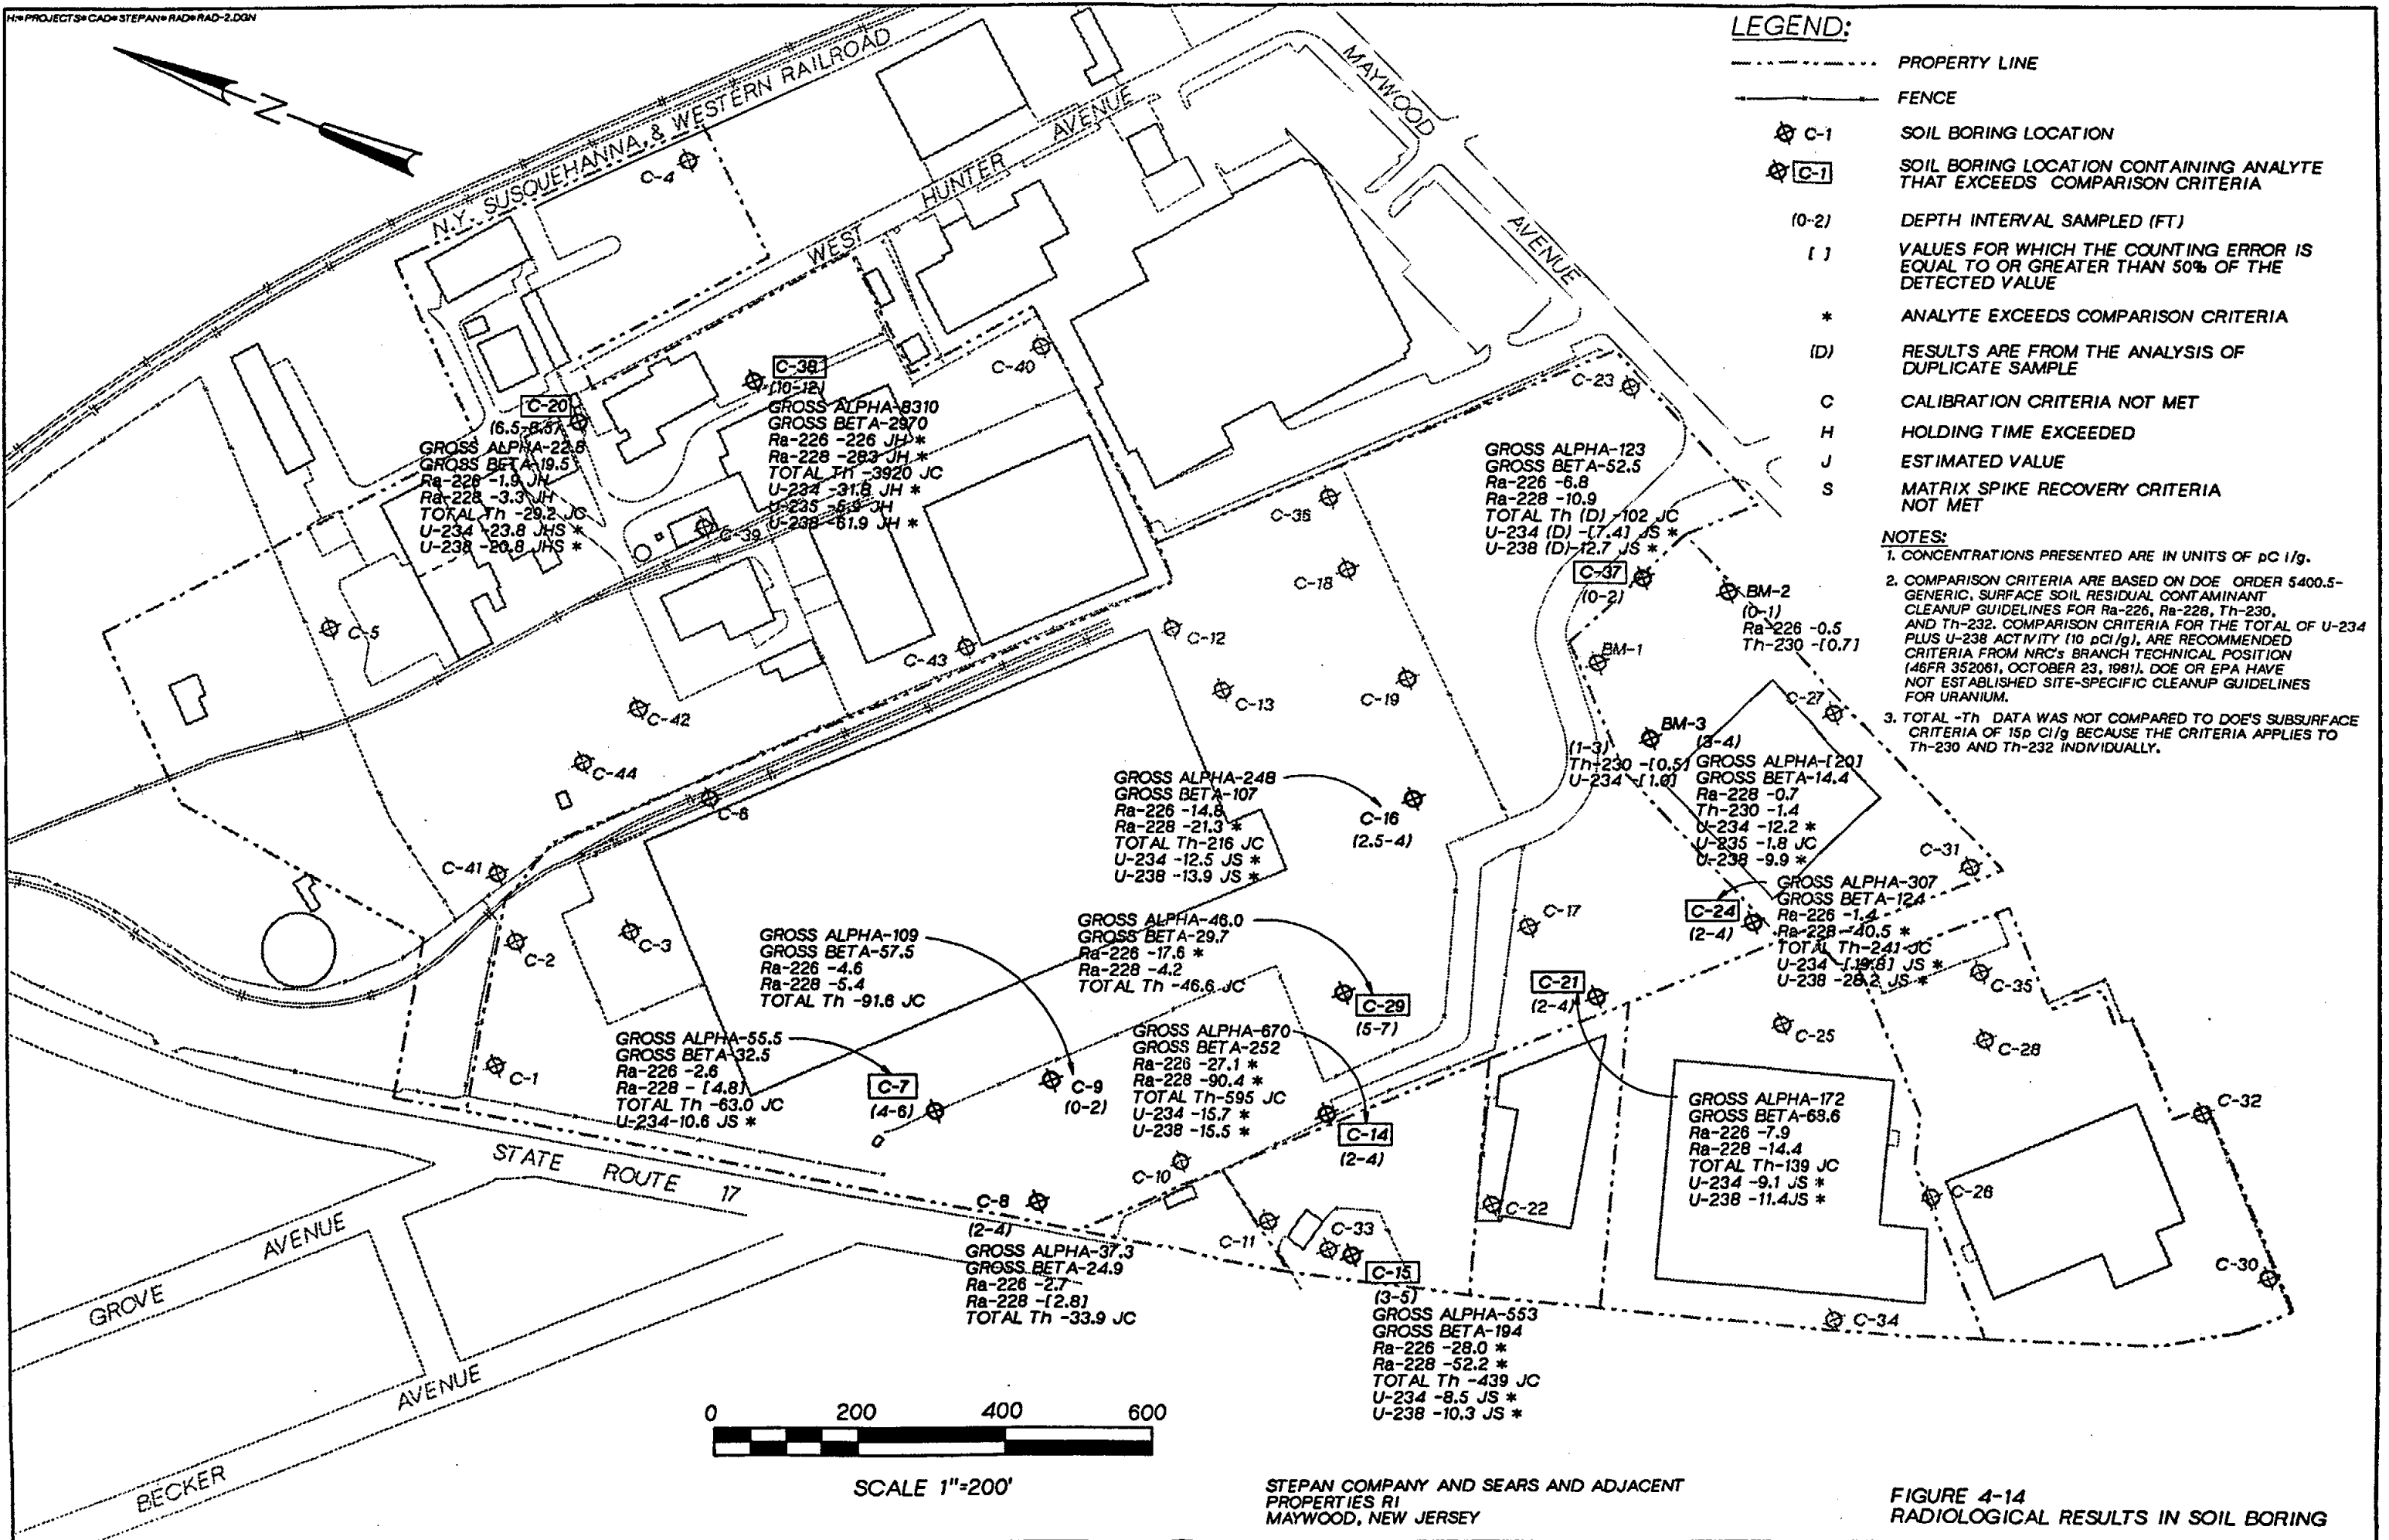 H:*PROJECTS*CAD*STEPAN*RAD*RAD-2.DGN
N
N.Y. SUSQUEHANNA, & WESTERN RAILROAD
WEST HUNTER AVENUE
MAYWOOD AVENUE
LEGEND:
PROPERTY LINE
FENCE
C-1 SOIL BORING LOCATION
C-1 SOIL BORING LOCATION CONTAINING ANALYTE
THAT EXCEEDS COMPARISON CRITERIA
(0-2) DEPTH INTERVAL SAMPLED (FT)
[ ] VALUES FOR WHICH THE COUNTING ERROR IS
EQUAL TO OR GREATER THAN 50% OF THE
DETECTED VALUE
* ANALYTE EXCEEDS COMPARISON CRITERIA
(D) RESULTS ARE FROM THE ANALYSIS OF
DUPLICATE SAMPLE
C CALIBRATION CRITERIA NOT MET
H HOLDING TIME EXCEEDED
J ESTIMATED VALUE
S MATRIX SPIKE RECOVERY CRITERIA
NOT MET
NOTES:
1. CONCENTRATIONS PRESENTED ARE IN UNITS OF pC i/g.
2. COMPARISON CRITERIA ARE BASED ON DOE ORDER 5400.5-
GENERIC, SURFACE SOIL RESIDUAL CONTAMINANT
CLEANUP GUIDELINES FOR Ra-226, Ra-228, Th-230,
AND Th-232. COMPARISON CRITERIA FOR THE TOTAL OF U-234
PLUS U-238 ACTIVITY (10 pCi/g), ARE RECOMMENDED
CRITERIA FROM NRC's BRANCH TECHNICAL POSITION
(46FR 352061, OCTOBER 23, 1981). DOE OR EPA HAVE
NOT ESTABLISHED SITE-SPECIFIC CLEANUP GUIDELINES
FOR URANIUM.
3. TOTAL -Th DATA WAS NOT COMPARED TO DOE'S SUBSURFACE
CRITERIA OF 15p Ci/g BECAUSE THE CRITERIA APPLIES TO
Th-230 AND Th-232 INDIVIDUALLY.
C-4
C-40
C-23
C-38
(10-12)
GROSS ALPHA-8310
GROSS BETA-2970
Ra-226 -226 JH *
Ra-228 -283 JH *
TOTAL Th -3920 JC
U-234 -31.8 JH *
U-235 -5.9 JH
U-238 -61.9 JH *
C-20
(6.5-8.5)
GROSS ALPHA-22.8
GROSS BETA-19.5
Ra-226 -1.9 JH
Ra-228 -3.3 JH
TOTAL Th -29.2 JC
U-234 -23.8 JHS *
U-238 -20.8 JHS *
C-39
GROSS ALPHA-123
GROSS BETA-52.5
Ra-226 -6.8
Ra-228 -10.9
TOTAL Th (D) -102 JC
U-234 (D) -[7.4] JS *
U-238 (D)-12.7 JS *
C-37
(0-2)
C-36
C-18
BM-2
(0-1)
Ra-226 -0.5
Th-230 -[0.7]
BM-1
C-5
C-43
C-12
C-13
C-19
C-27
C-42
C-44
C-6
BM-3
(1-3)
Th-230 -[0.5]
U-234 -[1.0]
(3-4)
GROSS ALPHA-[20]
GROSS BETA-14.4
Ra-228 -0.7
Th-230 -1.4
U-234 -12.2 *
U-235 -1.8 JC
U-238 -9.9 *
GROSS ALPHA-248
GROSS BETA-107
Ra-226 -14.8
Ra-228 -21.3 *
TOTAL Th-216 JC
U-234 -12.5 JS *
U-238 -13.9 JS *
C-16
(2.5-4)
C-41
C-31
C-2
C-3
C-17
C-24
(2-4)
GROSS ALPHA-307
GROSS BETA-124
Ra-226 -1.4
Ra-228 -40.5 *
TOTAL Th-241 JC
U-234 -[19.8] JS *
U-238 -28.2 JS *
GROSS ALPHA-109
GROSS BETA-57.5
Ra-226 -4.6
Ra-228 -5.4
TOTAL Th -91.6 JC
C-9
(0-2)
GROSS ALPHA-46.0
GROSS BETA-29.7
Ra-226 -17.6 *
Ra-228 -4.2
TOTAL Th -46.6 JC
C-29
(5-7)
C-21
(2-4)
C-35
C-25
C-28
GROSS ALPHA-55.5
GROSS BETA-32.5
Ra-226 -2.6
Ra-228 - [4.8]
TOTAL Th -63.0 JC
U-234-10.6 JS *
C-7
(4-6)
C-1
GROSS ALPHA-670
GROSS BETA-252
Ra-226 -27.1 *
Ra-228 -90.4 *
TOTAL Th-595 JC
U-234 -15.7 *
U-238 -15.5 *
C-14
(2-4)
GROSS ALPHA-172
GROSS BETA-68.6
Ra-226 -7.9
Ra-228 -14.4
TOTAL Th-139 JC
U-234 -9.1 JS *
U-238 -11.4JS *
C-32
C-10
C-26
C-22
C-8
(2-4)
GROSS ALPHA-37.3
GROSS BETA-24.9
Ra-226 -2.7
Ra-228 -[2.8]
TOTAL Th -33.9 JC
C-11
C-33
C-15
(3-5)
GROSS ALPHA-553
GROSS BETA-194
Ra-226 -28.0 *
Ra-228 -52.2 *
TOTAL Th -439 JC
U-234 -8.5 JS *
U-238 -10.3 JS *
C-30
C-34
STATE ROUTE 17
GROVE AVENUE
BECKER AVENUE
0 200 400 600
SCALE 1"=200'
STEPAN COMPANY AND SEARS AND ADJACENT
PROPERTIES RI
MAYWOOD, NEW JERSEY
FIGURE 4-14
RADIOLOGICAL RESULTS IN SOIL BORING